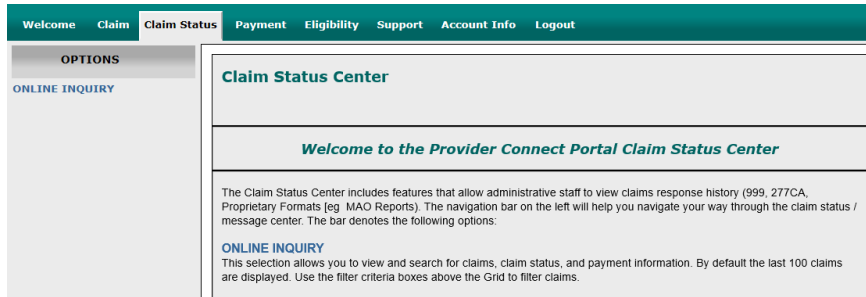 Welcome Claim Claim Status Payment Eligibility Support Account Info Logout
OPTIONS
ONLINE INQUIRY
Claim Status Center
Welcome to the Provider Connect Portal Claim Status Center
The Claim Status Center includes features that allow administrative staff to view claims response history (999, 277CA,
Proprietary Formats [eg MAO Reports). The navigation bar on the left will help you navigate your way through the claim status /
message center. The bar denotes the following options:
ONLINE INQUIRY
This selection allows you to view and search for claims, claim status, and payment information. By default the last 100 claims
are displayed. Use the filter criteria boxes above the Grid to filter claims.